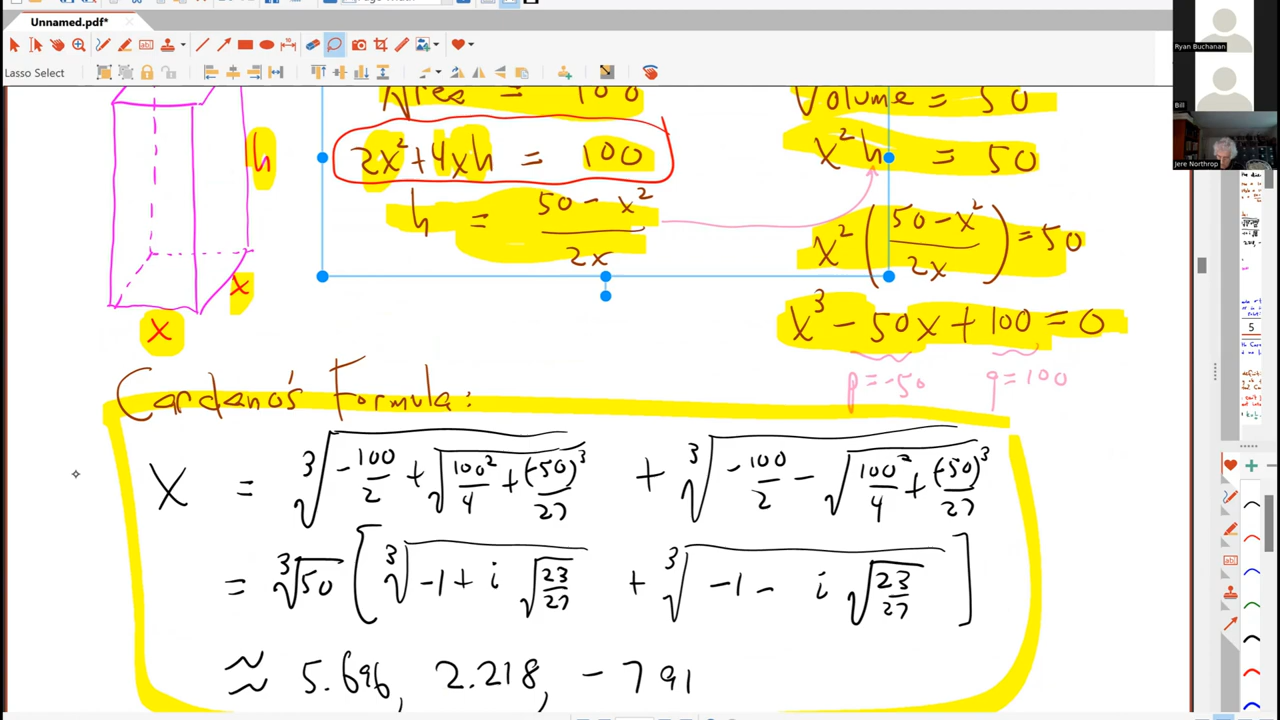 Unnamed.pdf*
Lasso Select
Ryan Buchanan
Bill
Jere Northrop
Area = 100
2x² + 4xh = 100
h = (50 - x²)/(2x)
Volume = 50
x²h = 50
x²((50 - x²)/(2x)) = 50
x³ - 50x + 100 = 0
p = -50 q = 100
h
x
x
Cardano's Formula:
X = ∛(-100/2 + √(100²/4 + (-50)³/27)) + ∛(-100/2 - √(100²/4 + (-50)³/27))
= ∛50 [∛(-1 + i √(23/27)) + ∛(-1 - i √(23/27))]
≈ 5.696, 2.218, -791
5